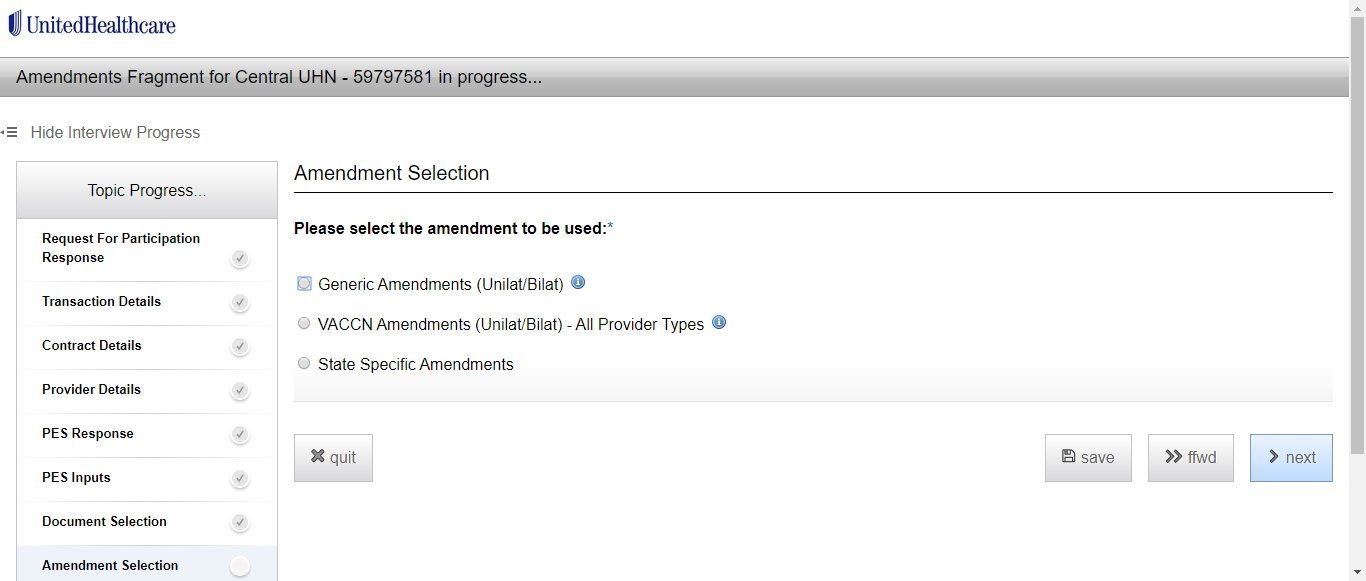 UnitedHealthcare
Amendments Fragment for Central UHN - 59797581 in progress...
Hide Interview Progress
Topic Progress...
Request For Participation
Response
Transaction Details
Contract Details
Provider Details
PES Response
PES Inputs
Document Selection
Amendment Selection
Amendment Selection
Please select the amendment to be used:*
Generic Amendments (Unilat/Bilat)
VACCN Amendments (Unilat/Bilat) - All Provider Types
State Specific Amendments
quit
save
ffwd
next